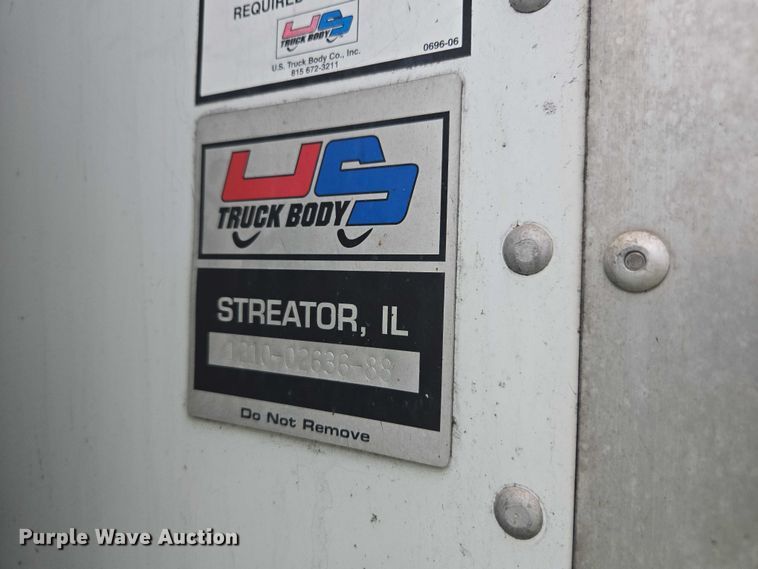 REQUIRED
US
TRUCK BODY
U.S. Truck Body Co., Inc.
815 672-3211
0696-06
US
TRUCK BODY
STREATOR, IL
1210-02636-88
Do Not Remove
Purple Wave Auction